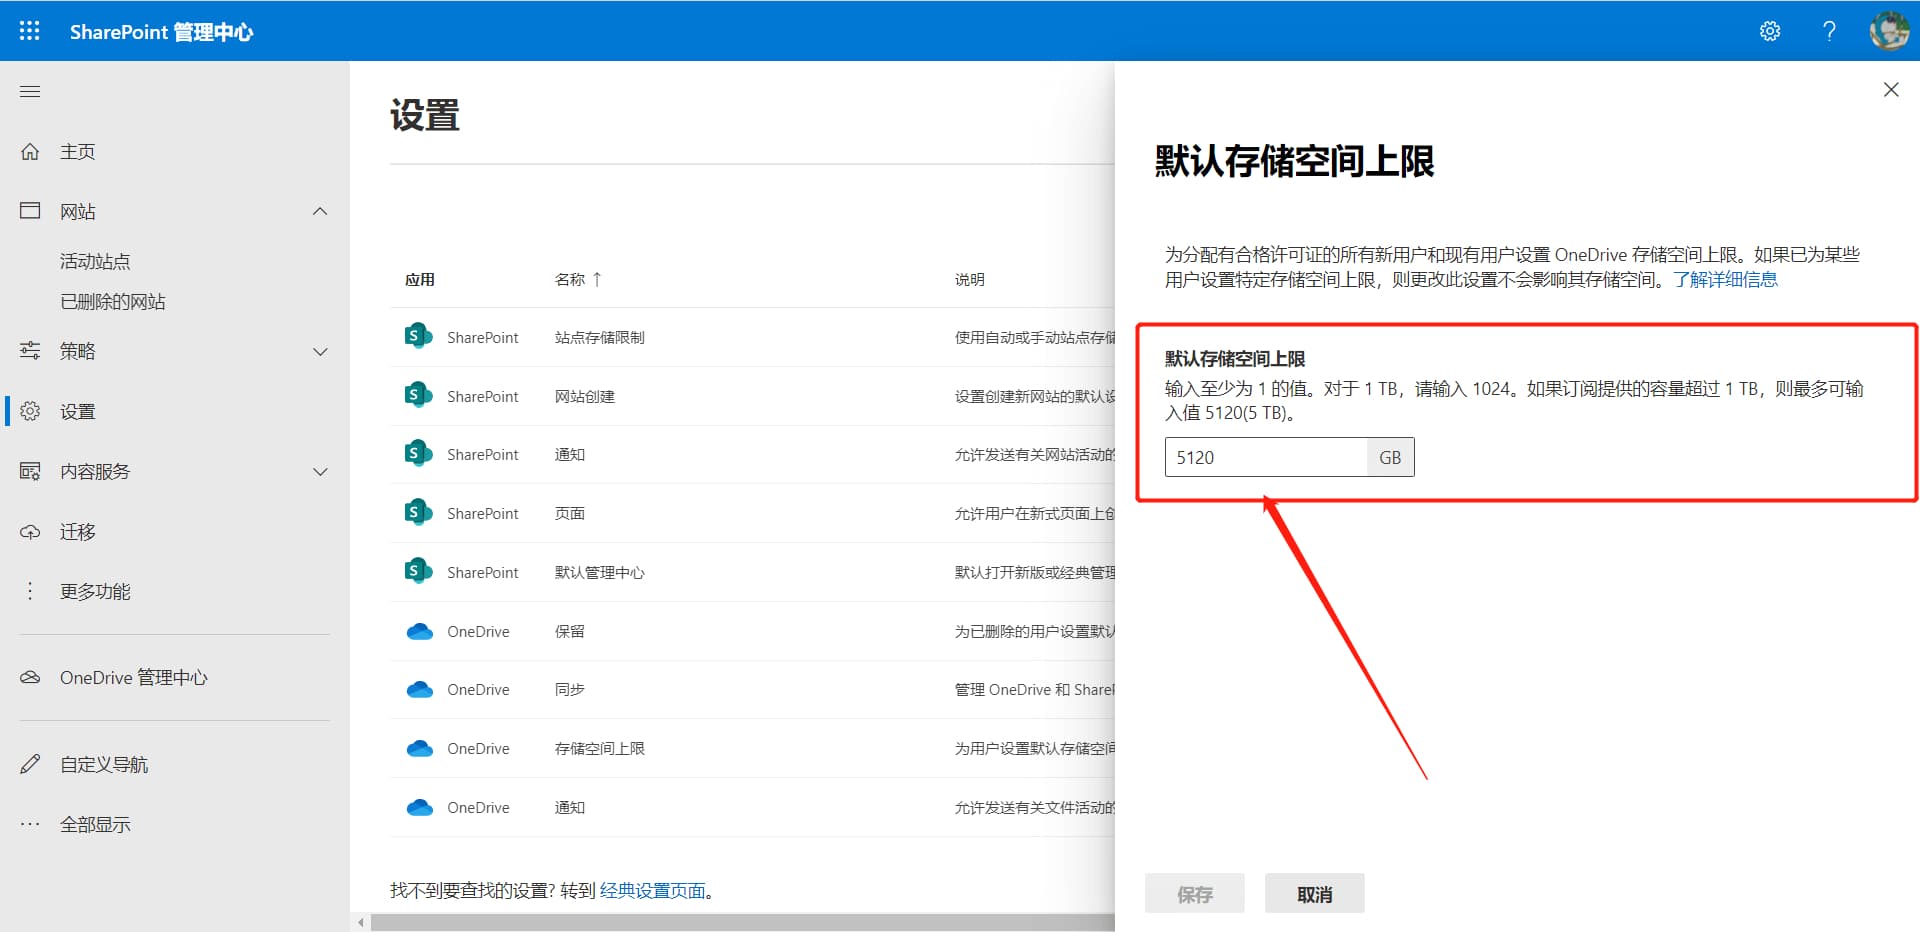 SharePoint 管理中心
主页
网站
活动站点
已删除的网站
策略
设置
内容服务
迁移
更多功能
OneDrive 管理中心
自定义导航
全部显示
设置
应用 名称 ↑ 说明
SharePoint 站点存储限制 使用自动或手动站点存储
SharePoint 网站创建 设置创建新网站的默认设
SharePoint 通知 允许发送有关网站活动的
SharePoint 页面 允许用户在新式页面上创
SharePoint 默认管理中心 默认打开新版或经典管理
OneDrive 保留 为已删除的用户设置默认
OneDrive 同步 管理 OneDrive 和 SharePoint
OneDrive 存储空间上限 为用户设置默认存储空间
OneDrive 通知 允许发送有关文件活动的
找不到要查找的设置? 转到 经典设置页面。
默认存储空间上限
为分配有合格许可证的所有新用户和现有用户设置 OneDrive 存储空间上限。如果已为某些
用户设置特定存储空间上限，则更改此设置不会影响其存储空间。了解详细信息
默认存储空间上限
输入至少为 1 的值。对于 1 TB，请输入 1024。如果订阅提供的容量超过 1 TB，则最多可输
入值 5120(5 TB)。
5120 GB
保存 取消